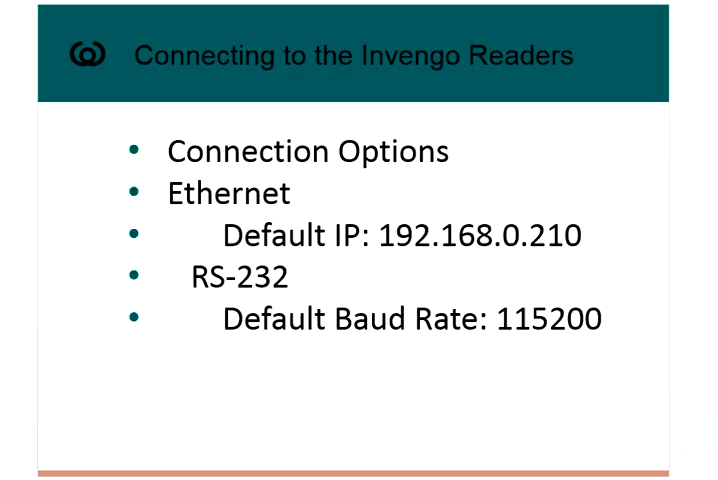 Connecting to the Invengo Readers
• Connection Options
• Ethernet
• Default IP: 192.168.0.210
• RS-232
• Default Baud Rate: 115200